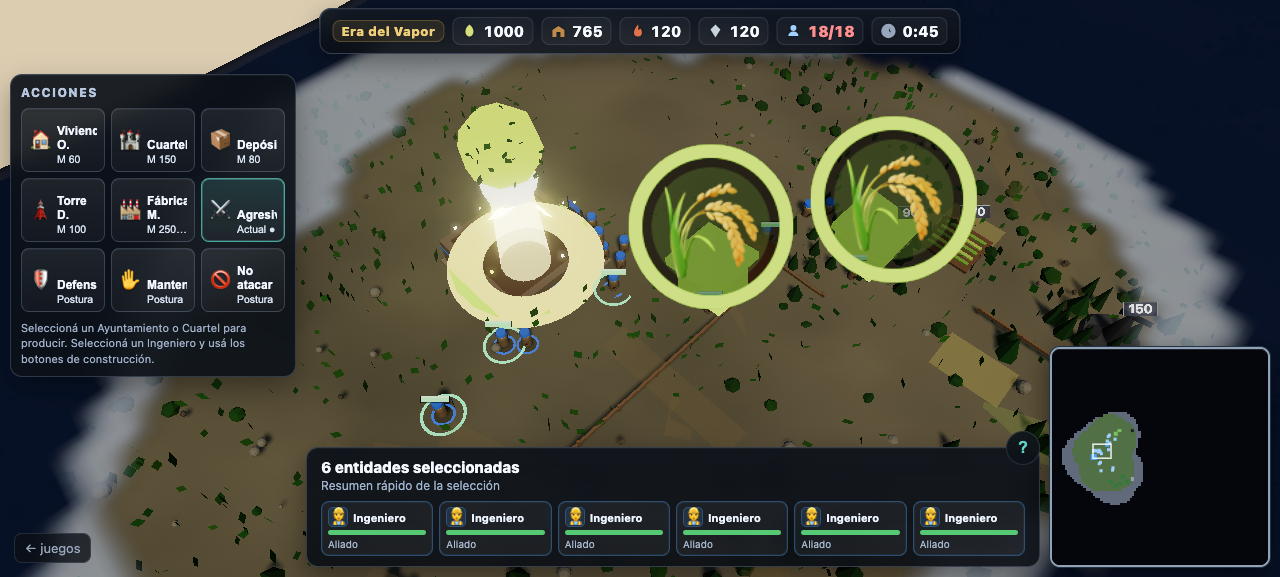 Era del Vapor 1000 765 120 120 18/18 0:45
ACCIONES
Viviend
O.
M 60
Cuartel
M 150
Depósi
M 80
Torre
D.
M 100
Fábrica
M.
M 250...
Agresiv
Actual ●
Defens
Postura
Manten
Postura
No
atacar
Postura
Seleccioná un Ayuntamiento o Cuartel para
producir. Seleccioná un Ingeniero y usá los
botones de construcción.
150
?
6 entidades seleccionadas
Resumen rápido de la selección
Ingeniero
Aliado
Ingeniero
Aliado
Ingeniero
Aliado
Ingeniero
Aliado
Ingeniero
Aliado
Ingeniero
Aliado
← juegos